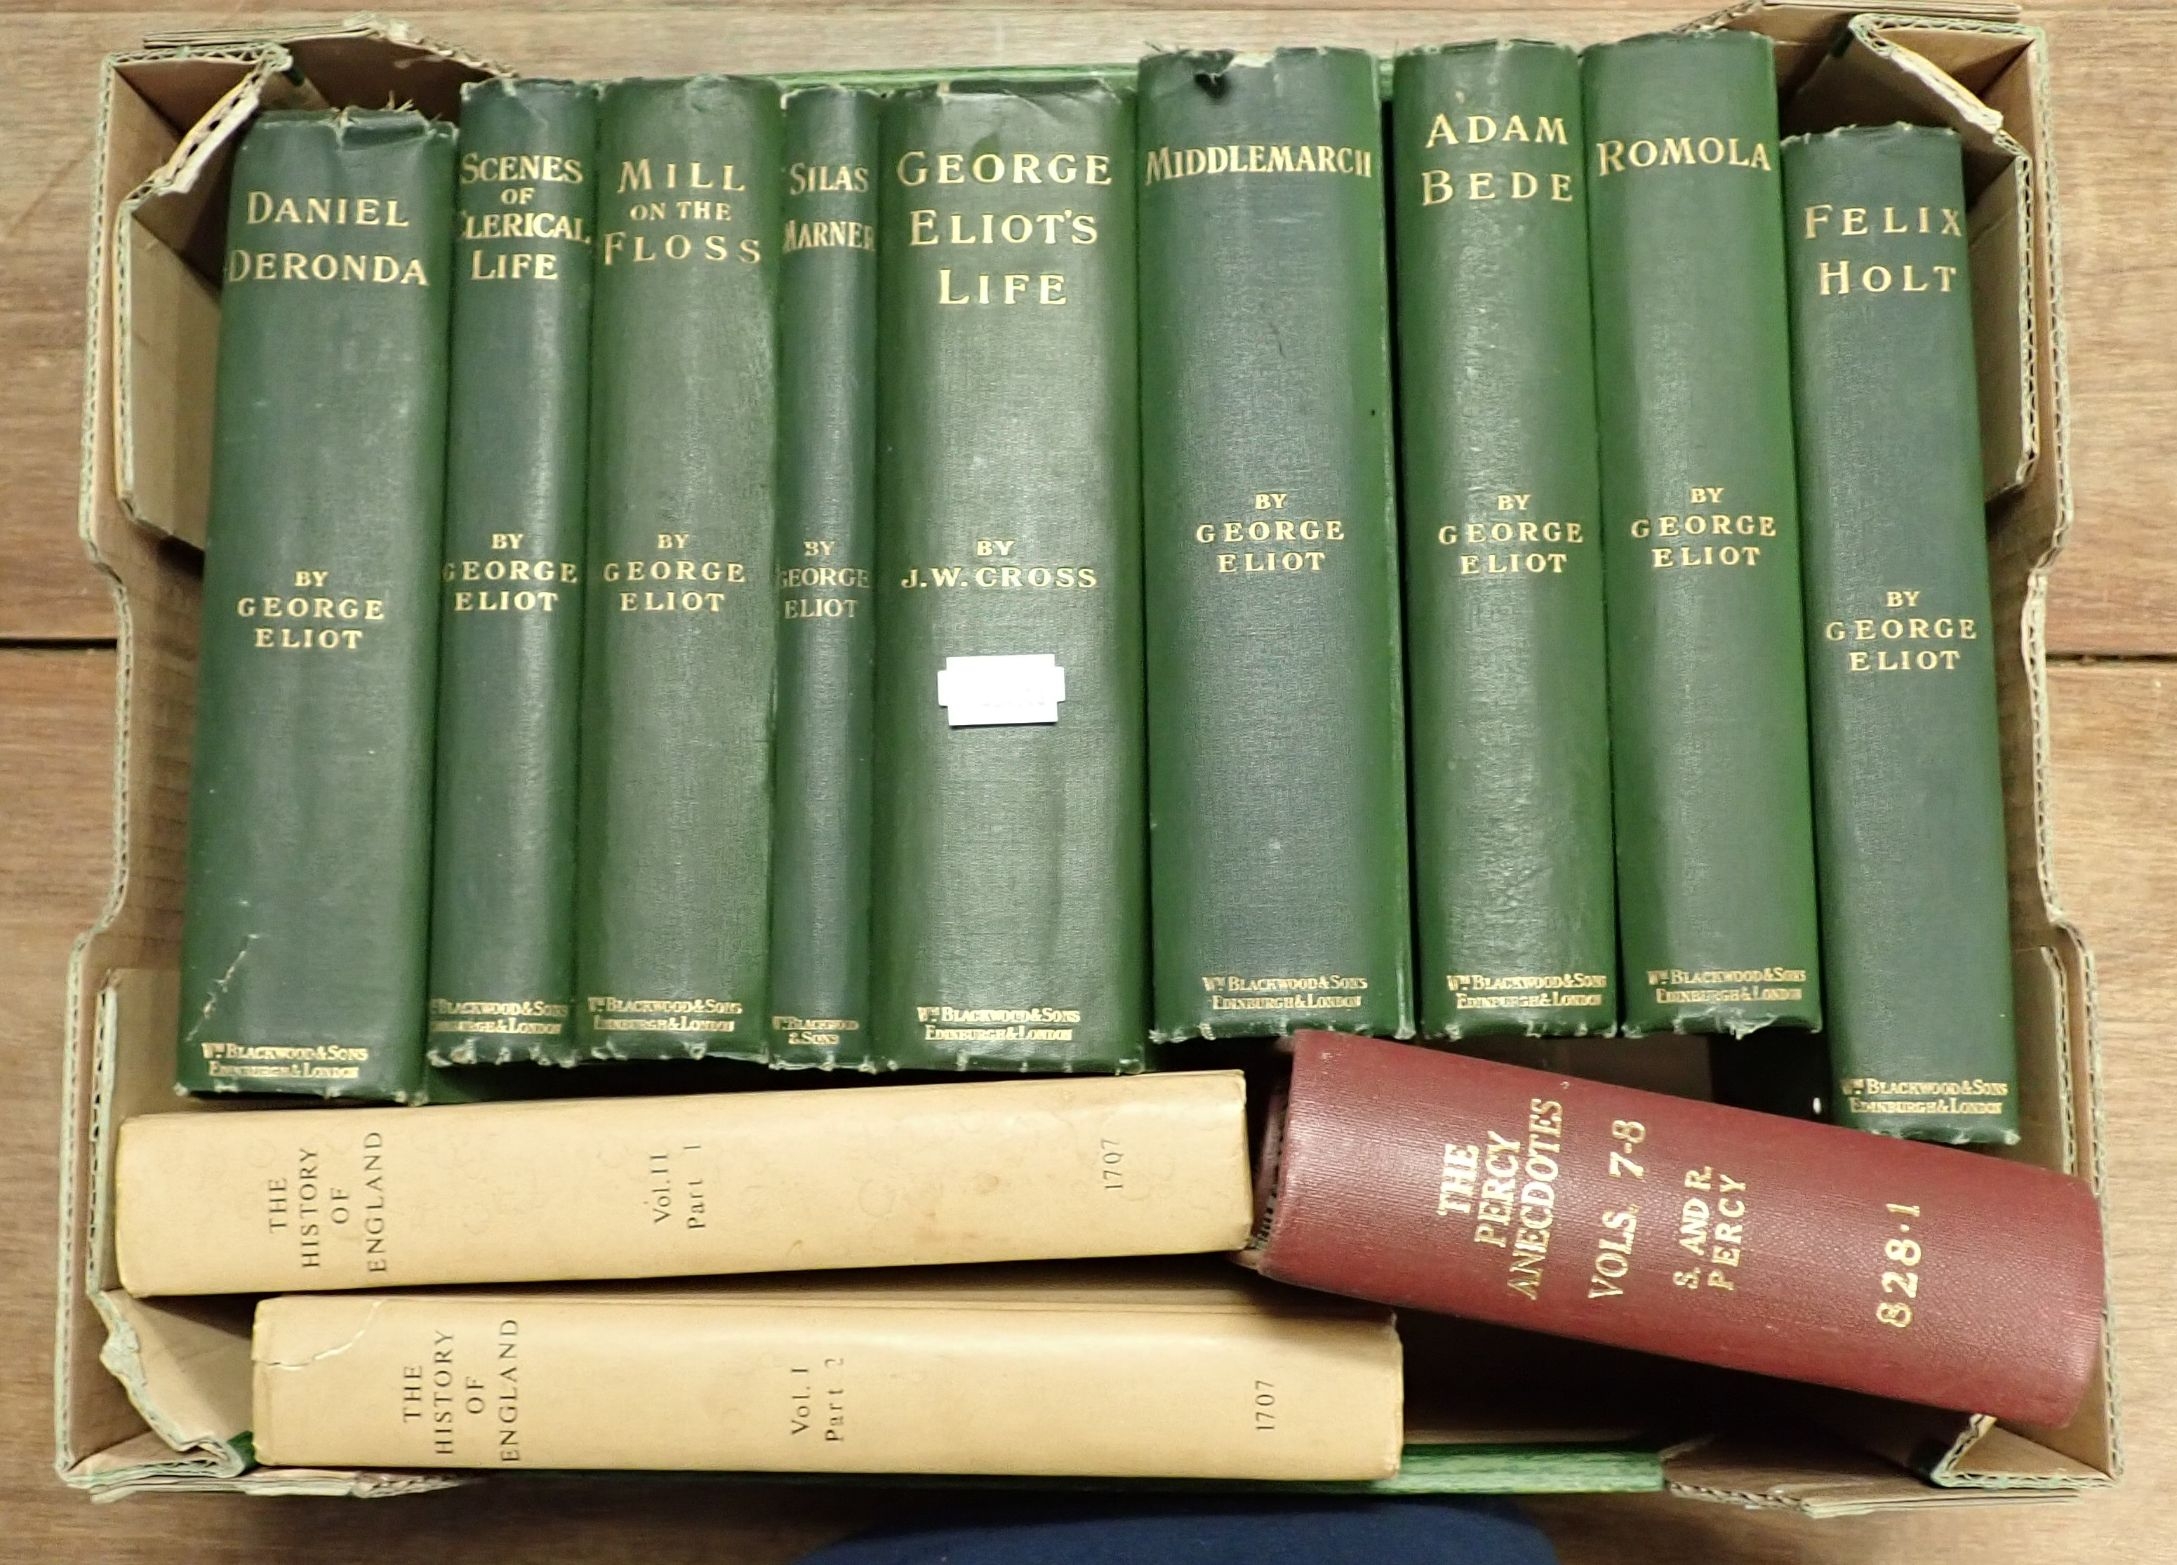 DANIEL
DERONDA
BY
GEORGE
ELIOT
WM BLACKWOOD & SONS
EDINBURGH & LONDON
SCENES
OF
CLERICAL
LIFE
BY
GEORGE
ELIOT
BLACKWOOD & SONS
EDINBURGH & LONDON
MILL
ON THE
FLOSS
BY
GEORGE
ELIOT
WM BLACKWOOD & SONS
EDINBURGH & LONDON
SILAS
MARNER
BY
GEORGE
ELIOT
WM BLACKWOOD
& SONS
GEORGE
ELIOT'S
LIFE
BY
J. W. CROSS
WM BLACKWOOD & SONS
EDINBURGH & LONDON
MIDDLEMARCH
BY
GEORGE
ELIOT
WM BLACKWOOD & SONS
EDINBURGH & LONDON
ADAM
BEDE
BY
GEORGE
ELIOT
WM BLACKWOOD & SONS
EDINBURGH & LONDON
ROMOLA
BY
GEORGE
ELIOT
WM BLACKWOOD & SONS
EDINBURGH & LONDON
FELIX
HOLT
BY
GEORGE
ELIOT
WM BLACKWOOD & SONS
EDINBURGH & LONDON
THE
HISTORY
OF
ENGLAND
Vol. II
Part 1
1707
THE
HISTORY
OF
ENGLAND
Vol. I
Part 2
1707
THE
PERCY
ANECDOTES
VOLS. 7-8
S. AND R.
PERCY
828.1